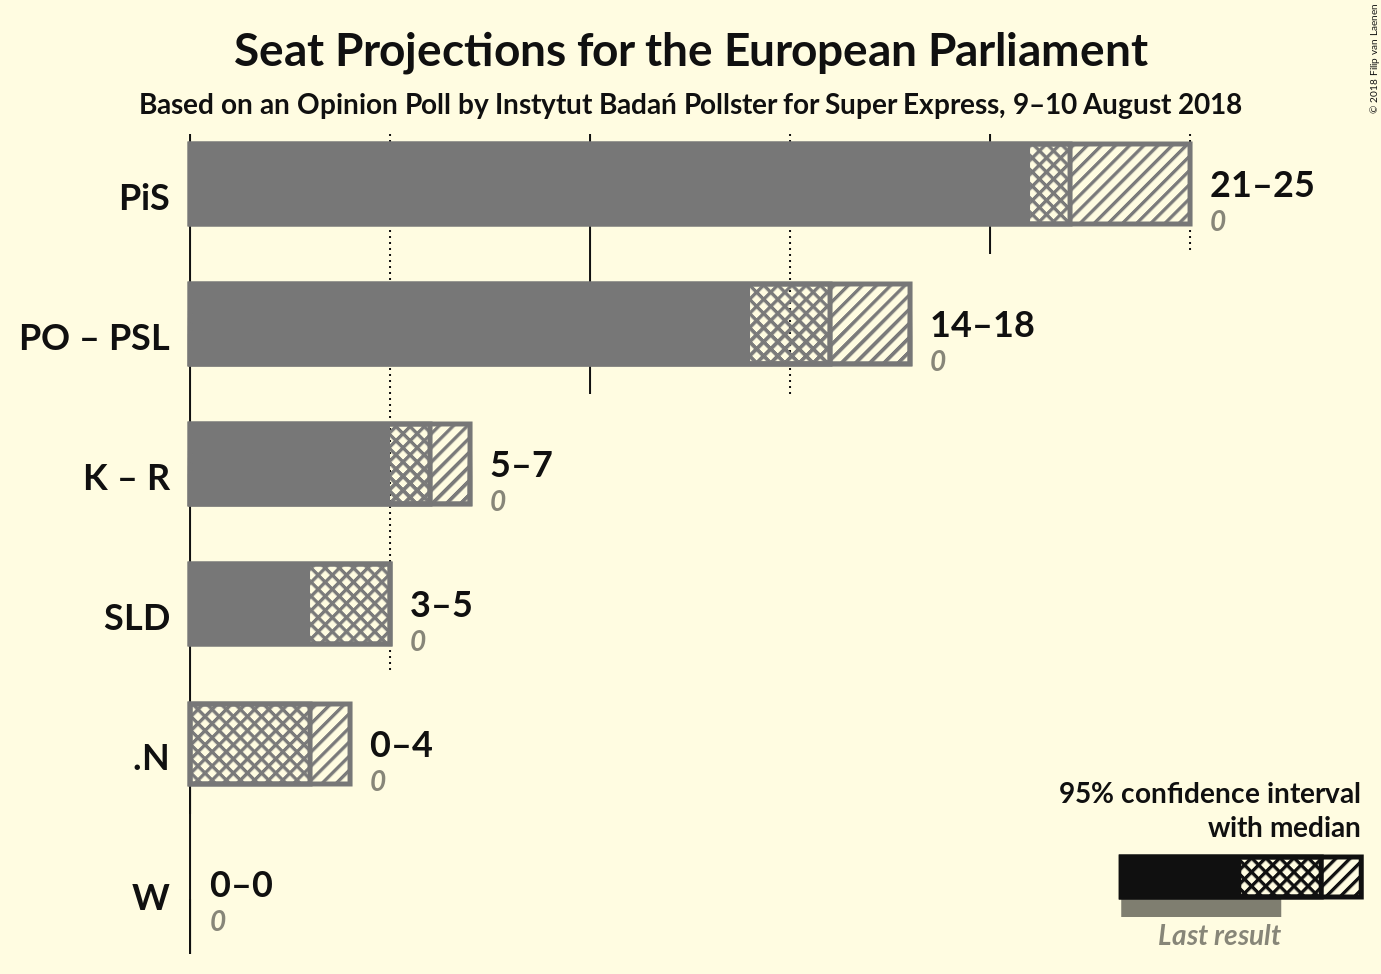 Seat Projections for the European Parliament
Based on an Opinion Poll by Instytut Badań Pollster for Super Express, 9–10 August 2018
© 2018 Filip van Laenen
PiS
21–25
0
PO – PSL
14–18
0
K – R
5–7
0
SLD
3–5
0
.N
0–4
0
W
0–0
0
95% confidence interval
with median
Last result